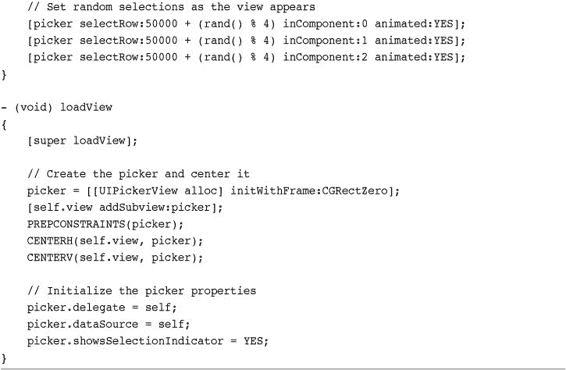 // Set random selections as the view appears
[picker selectRow:50000 + (rand() % 4) inComponent:0 animated:YES];
[picker selectRow:50000 + (rand() % 4) inComponent:1 animated:YES];
[picker selectRow:50000 + (rand() % 4) inComponent:2 animated:YES];
}
- (void) loadView
{
[super loadView];
// Create the picker and center it
picker = [[UIPickerView alloc] initWithFrame:CGRectZero];
[self.view addSubview:picker];
PREPCONSTRAINTS(picker);
CENTERH(self.view, picker);
CENTERV(self.view, picker);
// Initialize the picker properties
picker.delegate = self;
picker.dataSource = self;
picker.showsSelectionIndicator = YES;
}